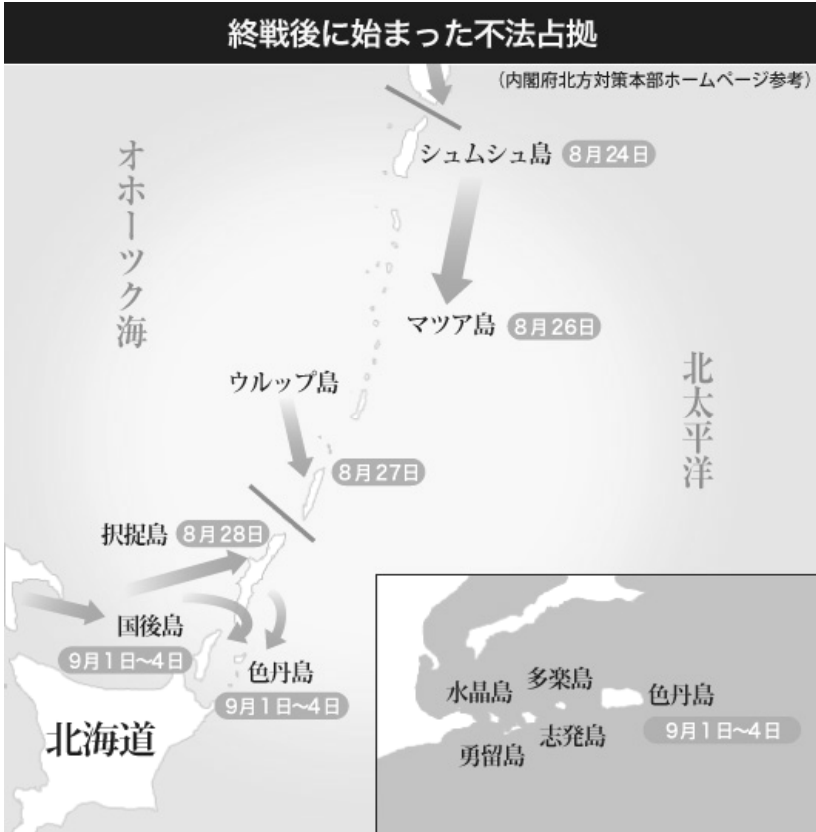 終戦後に始まった不法占拠
（内閣府北方対策本部ホームページ参考）
オホーツク海
シュムシュ島 8月24日
マツア島 8月26日
北太平洋
ウルップ島
8月27日
択捉島 8月28日
国後島
9月1日〜4日
色丹島
9月1日〜4日
北海道
水晶島
多楽島
色丹島
9月1日〜4日
志発島
勇留島